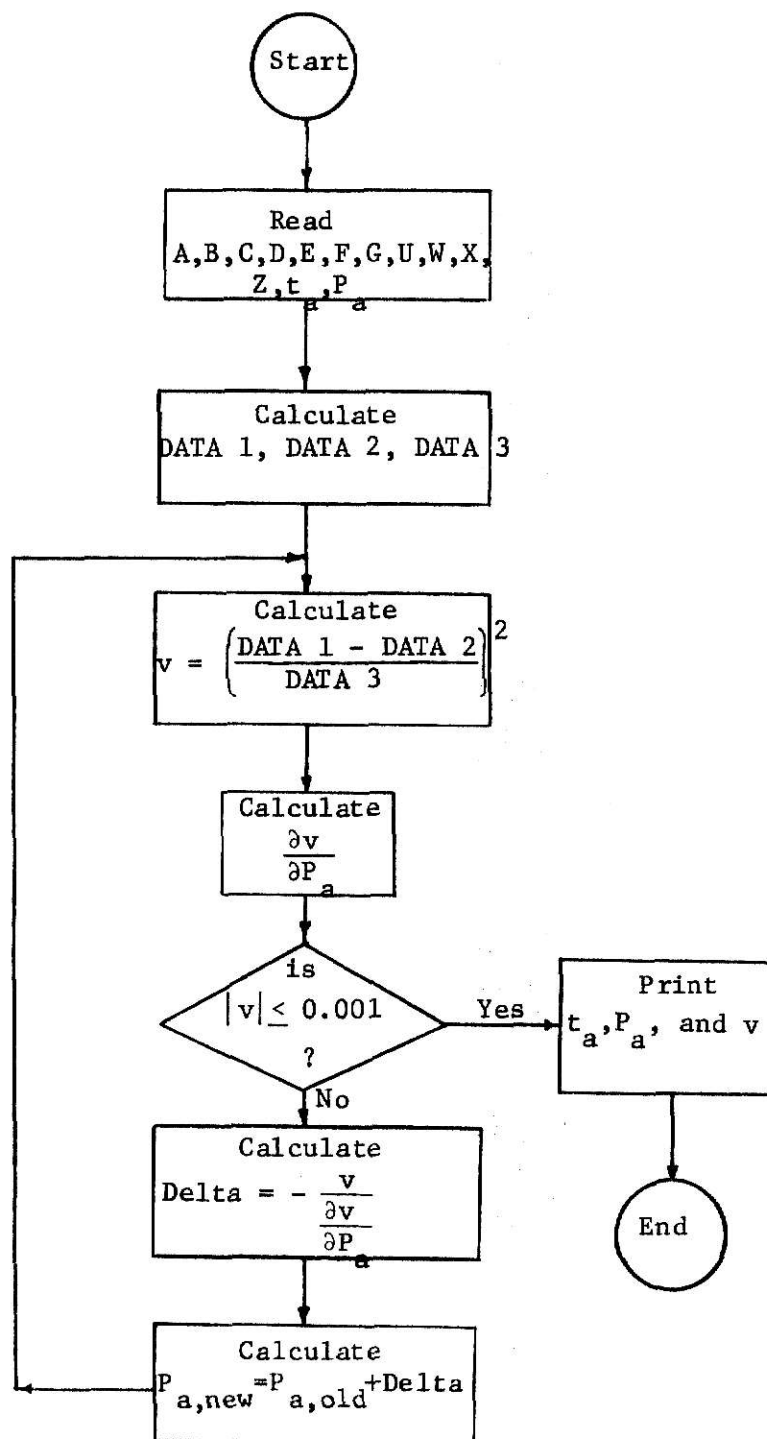 Start
Read
A,B,C,D,E,F,G,U,W,X,
Z,t_a,P_a
Calculate
DATA 1, DATA 2, DATA 3
Calculate
v = (DATA 1 - DATA 2 / DATA 3)^2
Calculate
∂v
∂P_a
is
|v| ≤ 0.001
?
Yes
Print
t_a,P_a, and v
End
No
Calculate
Delta = - v
∂v
∂P_a
Calculate
P_a,new=P_a,old+Delta